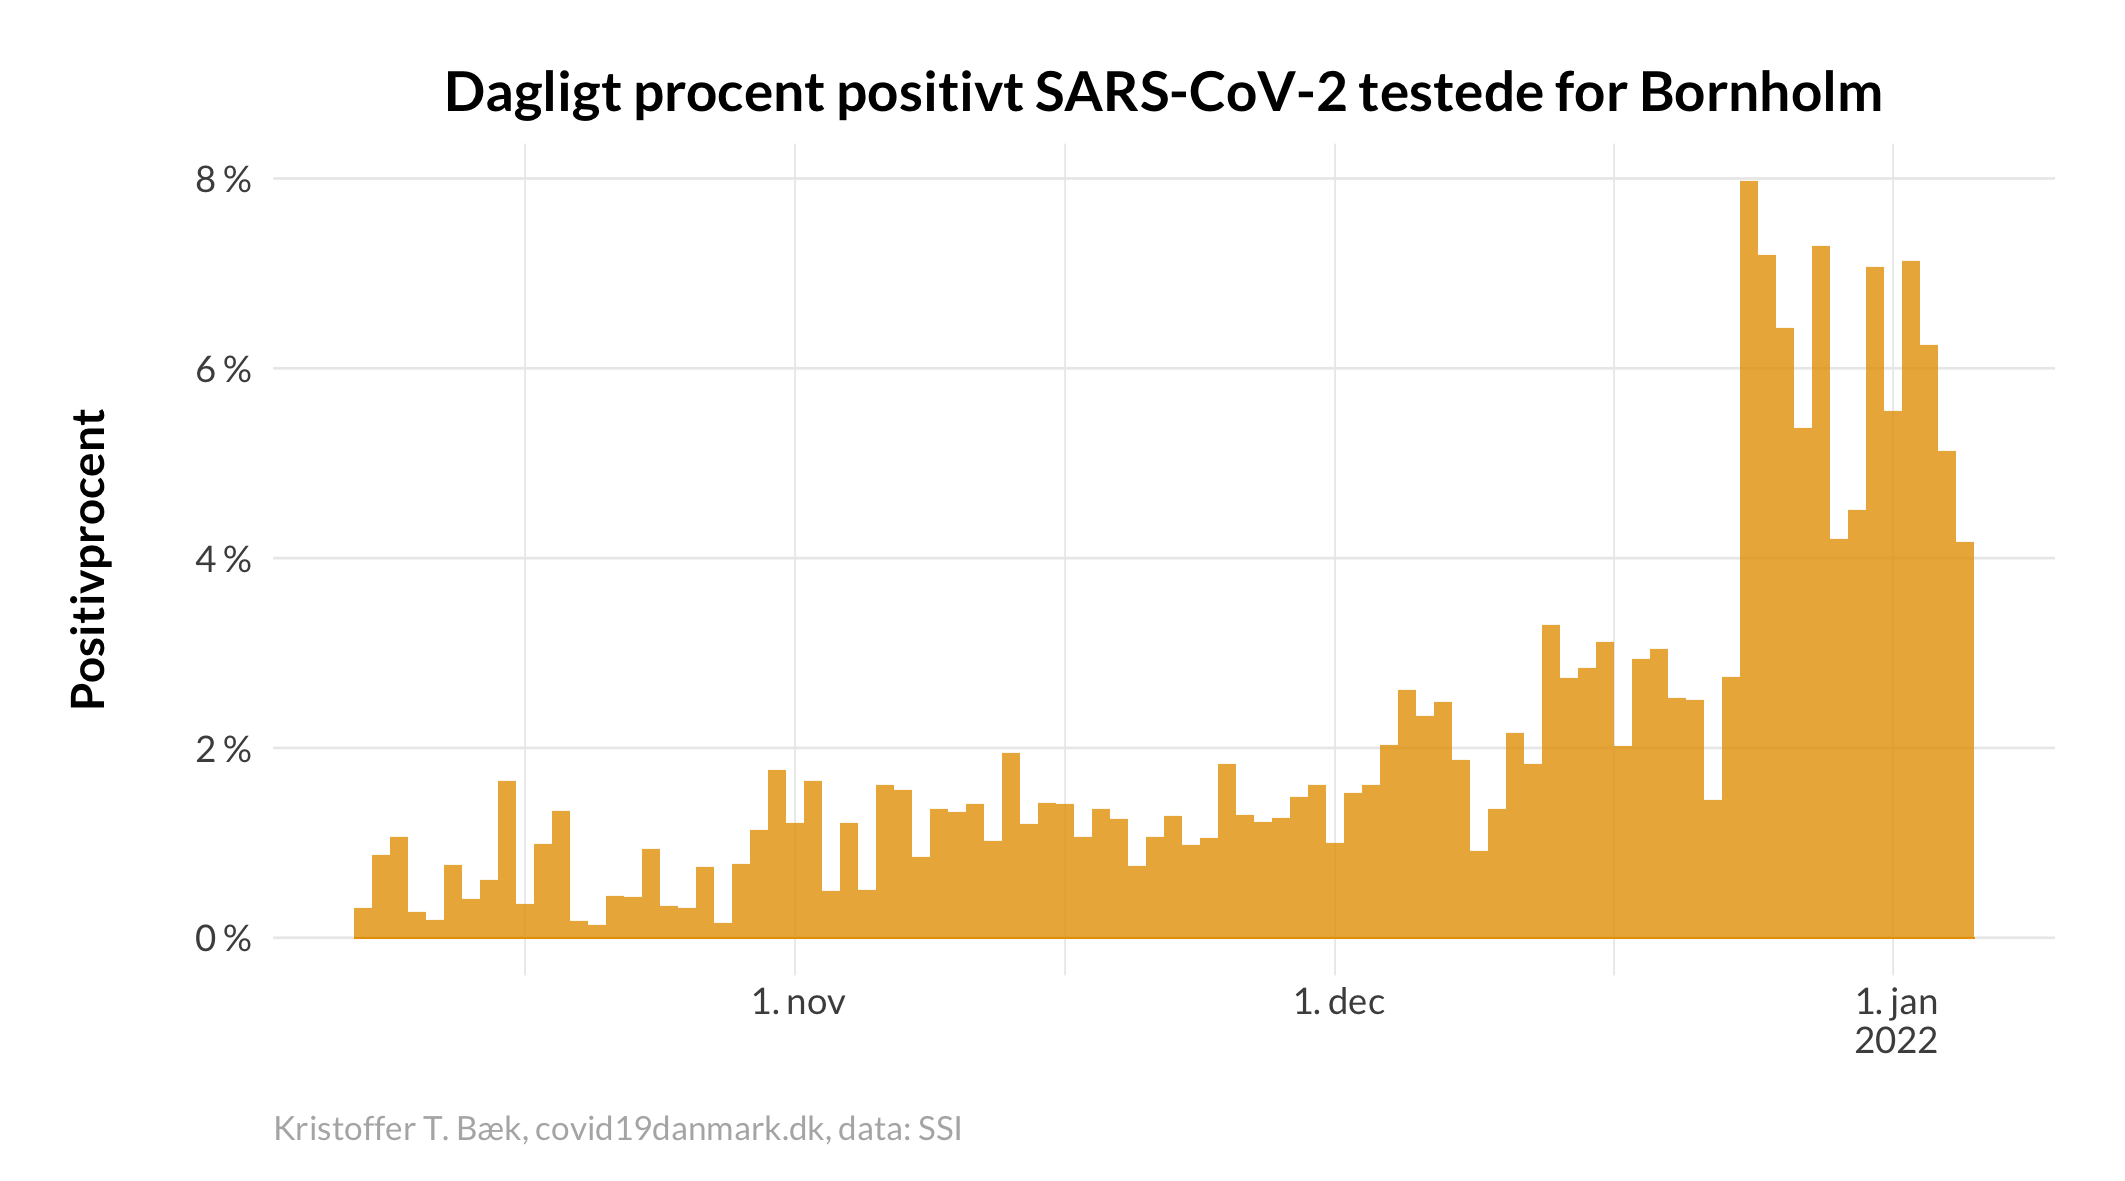 Dagligt procent positivt SARS-CoV-2 testede for Bornholm
Positivprocent
8 %
6 %
4 %
2 %
0 %
1. nov
1. dec
1. jan
2022
Kristoffer T. Bæk, covid19danmark.dk, data: SSI